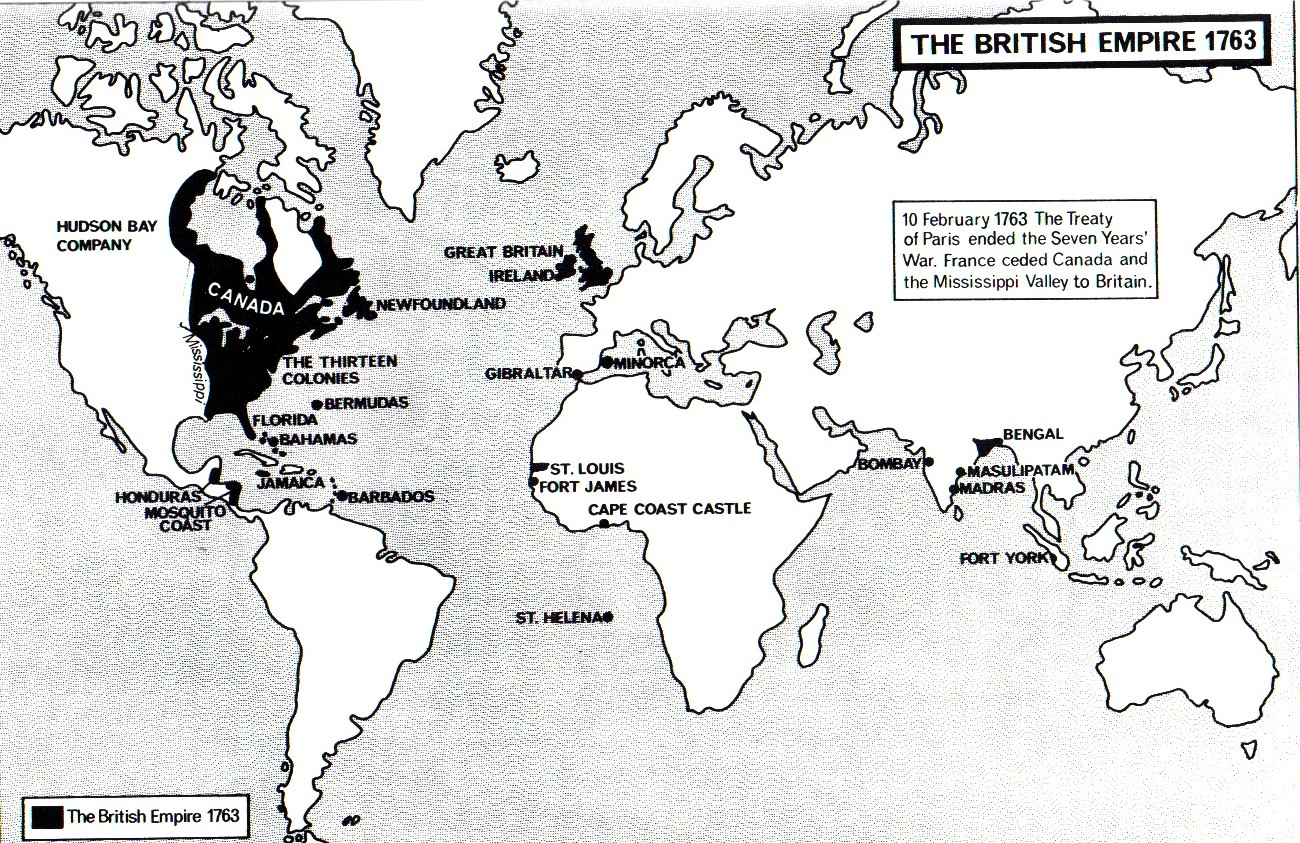 THE BRITISH EMPIRE 1763
10 February 1763 The Treaty
of Paris ended the Seven Years'
War. France ceded Canada and
the Mississippi Valley to Britain.
HUDSON BAY
COMPANY
GREAT BRITAIN
IRELAND
CANADA
NEWFOUNDLAND
Mississippi
THE THIRTEEN
COLONIES
GIBRALTAR
MINORCA
BERMUDAS
FLORIDA
BAHAMAS
BENGAL
BOMBAY
MASULIPATAM
MADRAS
ST. LOUIS
FORT JAMES
JAMAICA
BARBADOS
HONDURAS
MOSQUITO
COAST
CAPE COAST CASTLE
FORT YORK
ST. HELENA
The British Empire 1763